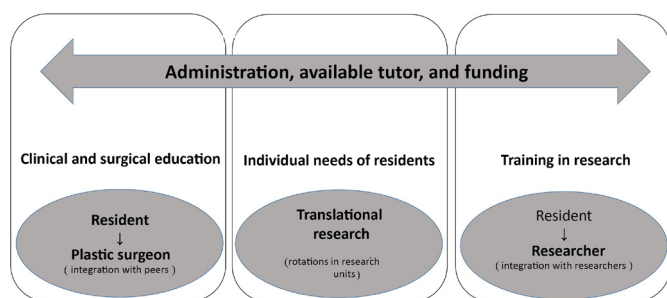 Administration, available tutor, and funding
Clinical and surgical education
Individual needs of residents
Training in research
Resident
↓
Plastic surgeon
( integration with peers )
Translational
research
(rotations in research
units)
Resident
↓
Researcher
( integration with researchers)